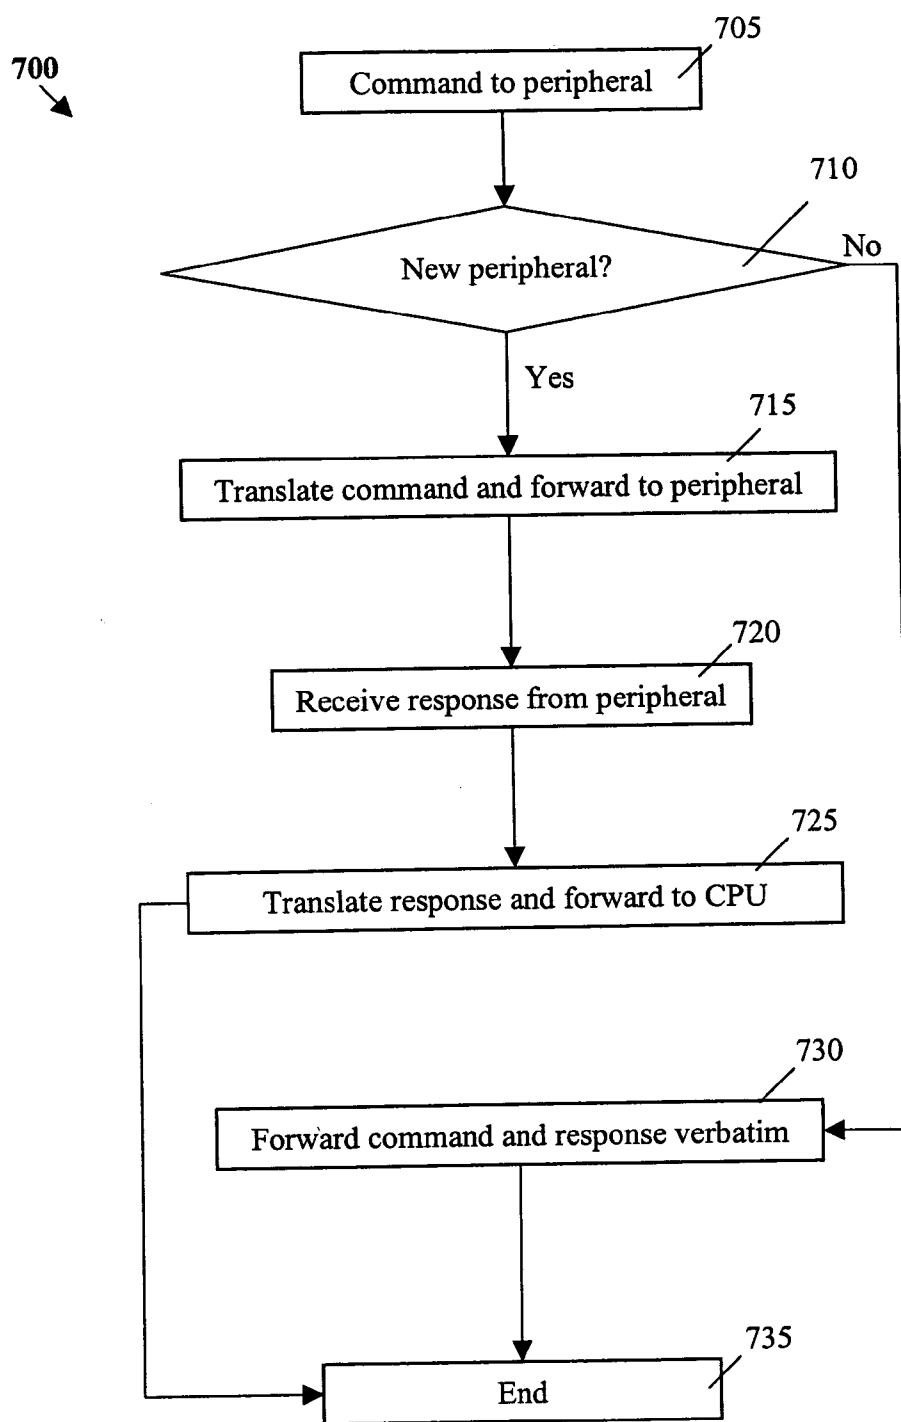 705
700
Command to peripheral
710
No
New peripheral?
Yes
715
Translate command and forward to peripheral
720
Receive response from peripheral
725
Translate response and forward to CPU
730
Forward command and response verbatim
735
End